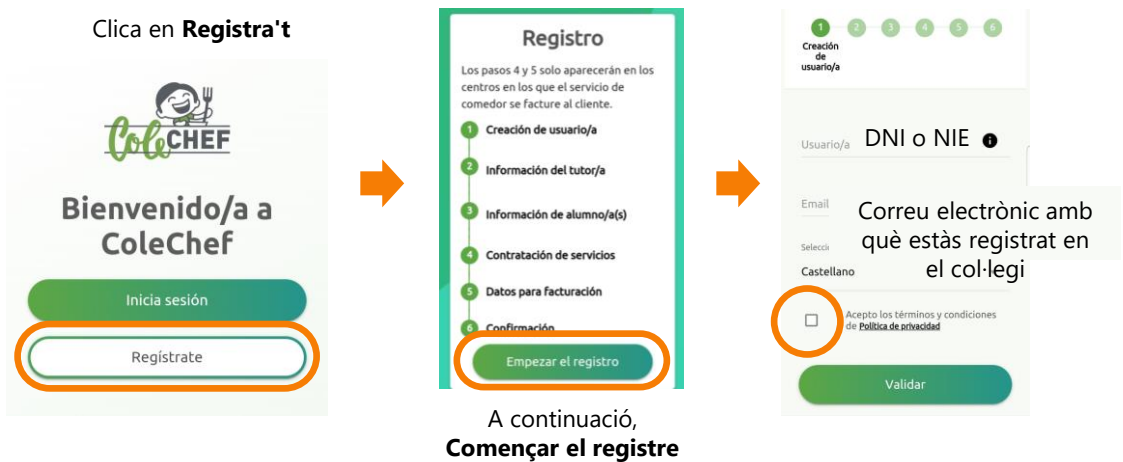 Clica en Registra't
ColeCHEF
Bienvenido/a a
ColeChef
Inicia sesión
Regístrate
Registro
Los pasos 4 y 5 solo aparecerán en los
centros en los que el servicio de
comedor se facture al cliente.
1 Creación de usuario/a
2 Información del tutor/a
3 Información de alumno/a(s)
4 Contratación de servicios
5 Datos para facturación
6 Confirmación
Empezar el registro
A continuació,
Començar el registre
1 2 3 4 5 6
Creación
de
usuario/a
Usuario/a DNI o NIE
Email
Correu electrònic amb
què estàs registrat en
el col·legi
Castellano
Acepto los términos y condiciones
de Política de privacidad
Validar